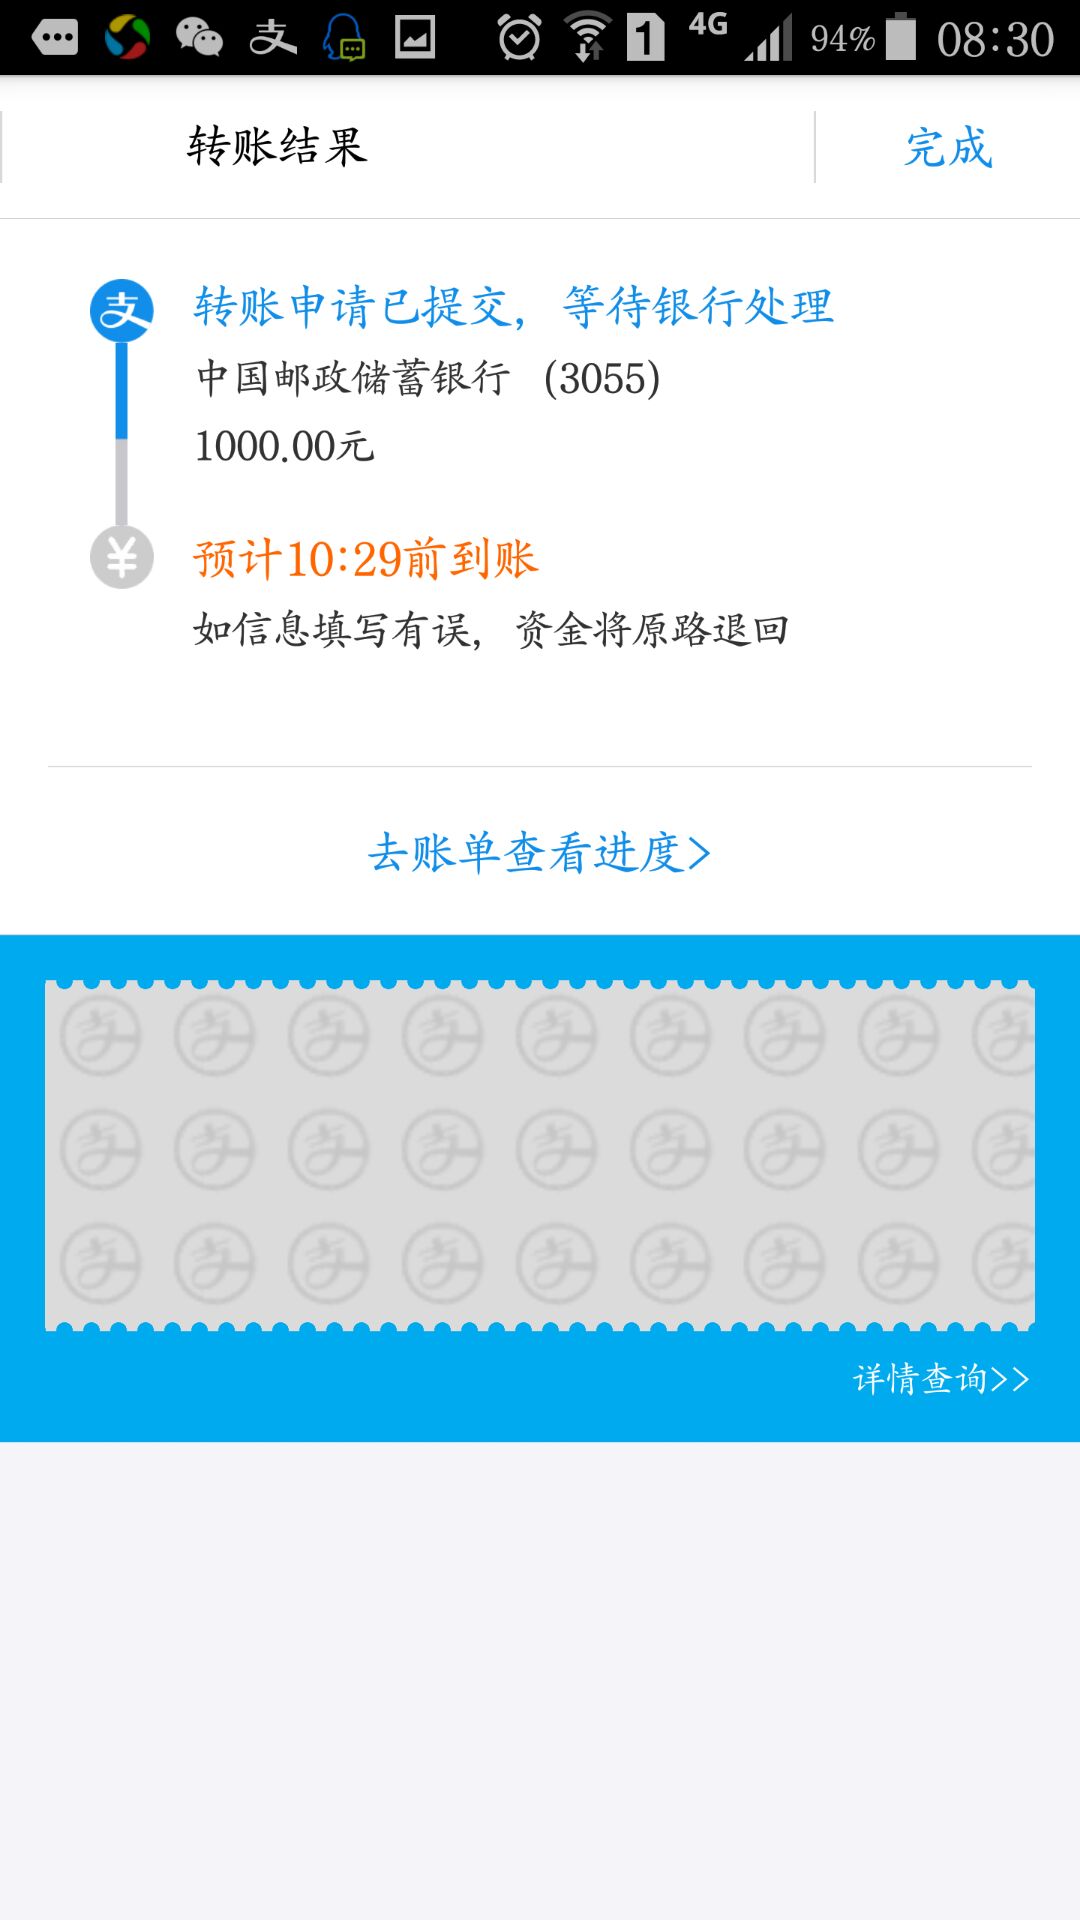 4G 94% 08:30
转账结果 完成
转账申请已提交，等待银行处理
中国邮政储蓄银行 (3055)
1000.00元
预计10:29前到账
如信息填写有误，资金将原路退回
去账单查看进度>
详情查询>>